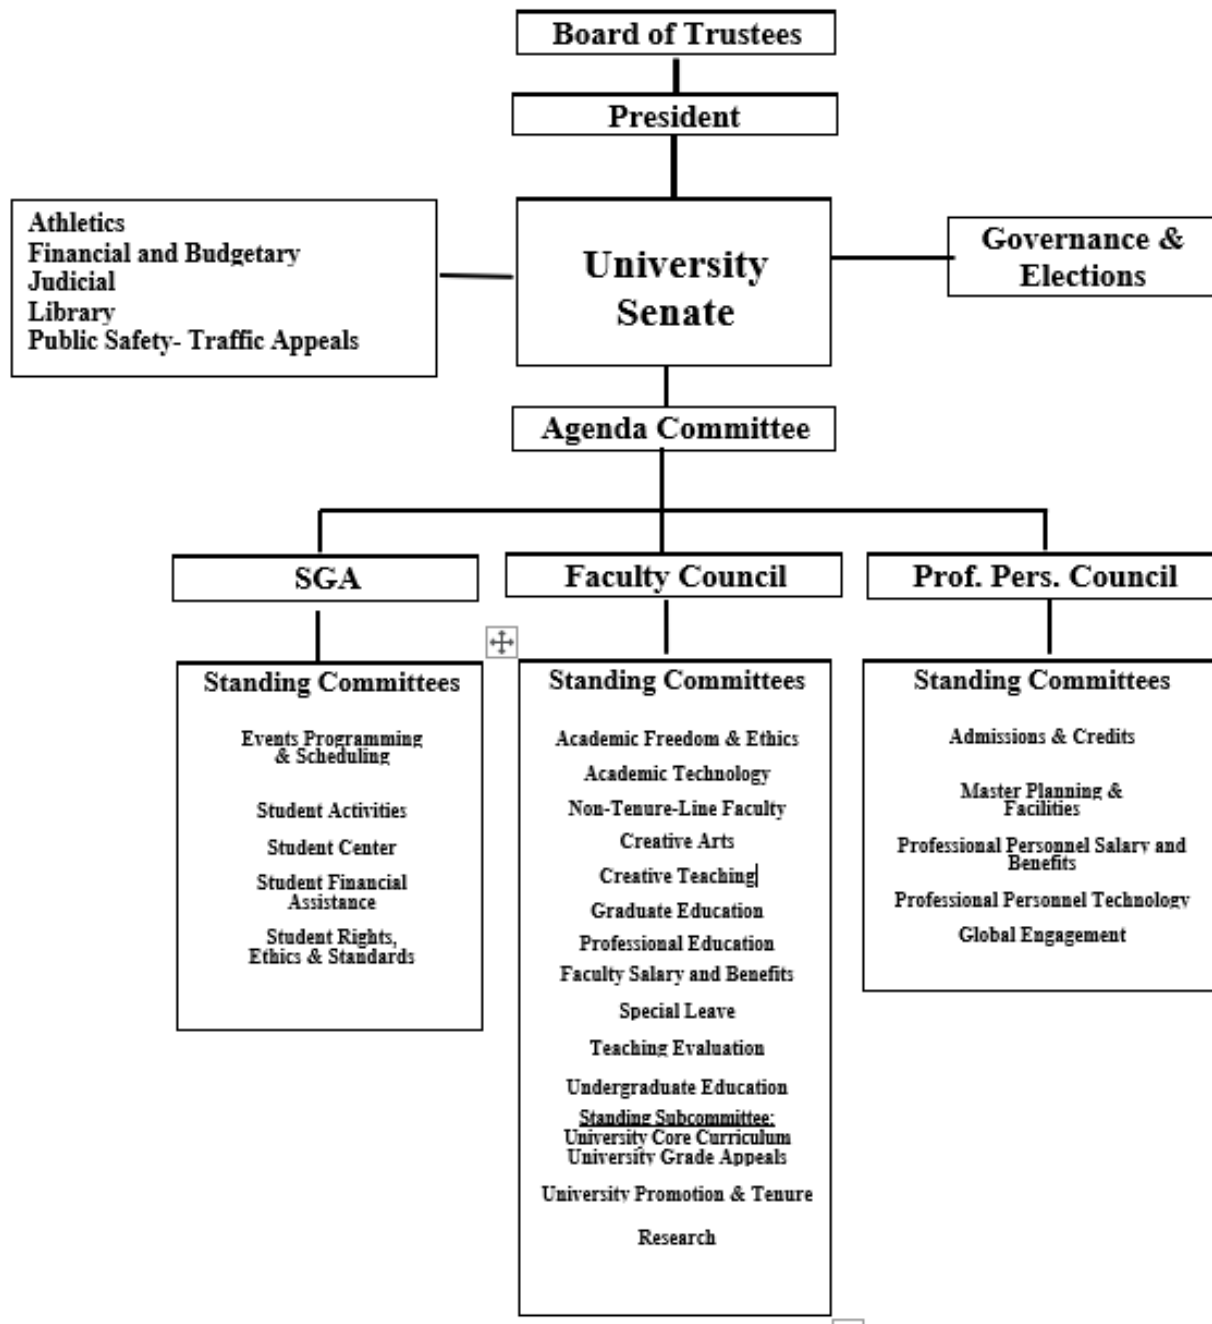 Board of Trustees
President
Athletics
Financial and Budgetary
Judicial
Library
Public Safety- Traffic Appeals
University
Senate
Governance &
Elections
Agenda Committee
SGA
Faculty Council
Prof. Pers. Council
Standing Committees
Events Programming
& Scheduling
Student Activities
Student Center
Student Financial
Assistance
Student Rights,
Ethics & Standards
Standing Committees
Academic Freedom & Ethics
Academic Technology
Non-Tenure-Line Faculty
Creative Arts
Creative Teaching
Graduate Education
Professional Education
Faculty Salary and Benefits
Special Leave
Teaching Evaluation
Undergraduate Education
Standing Subcommittee:
University Core Curriculum
University Grade Appeals
University Promotion & Tenure
Research
Standing Committees
Admissions & Credits
Master Planning &
Facilities
Professional Personnel Salary and
Benefits
Professional Personnel Technology
Global Engagement